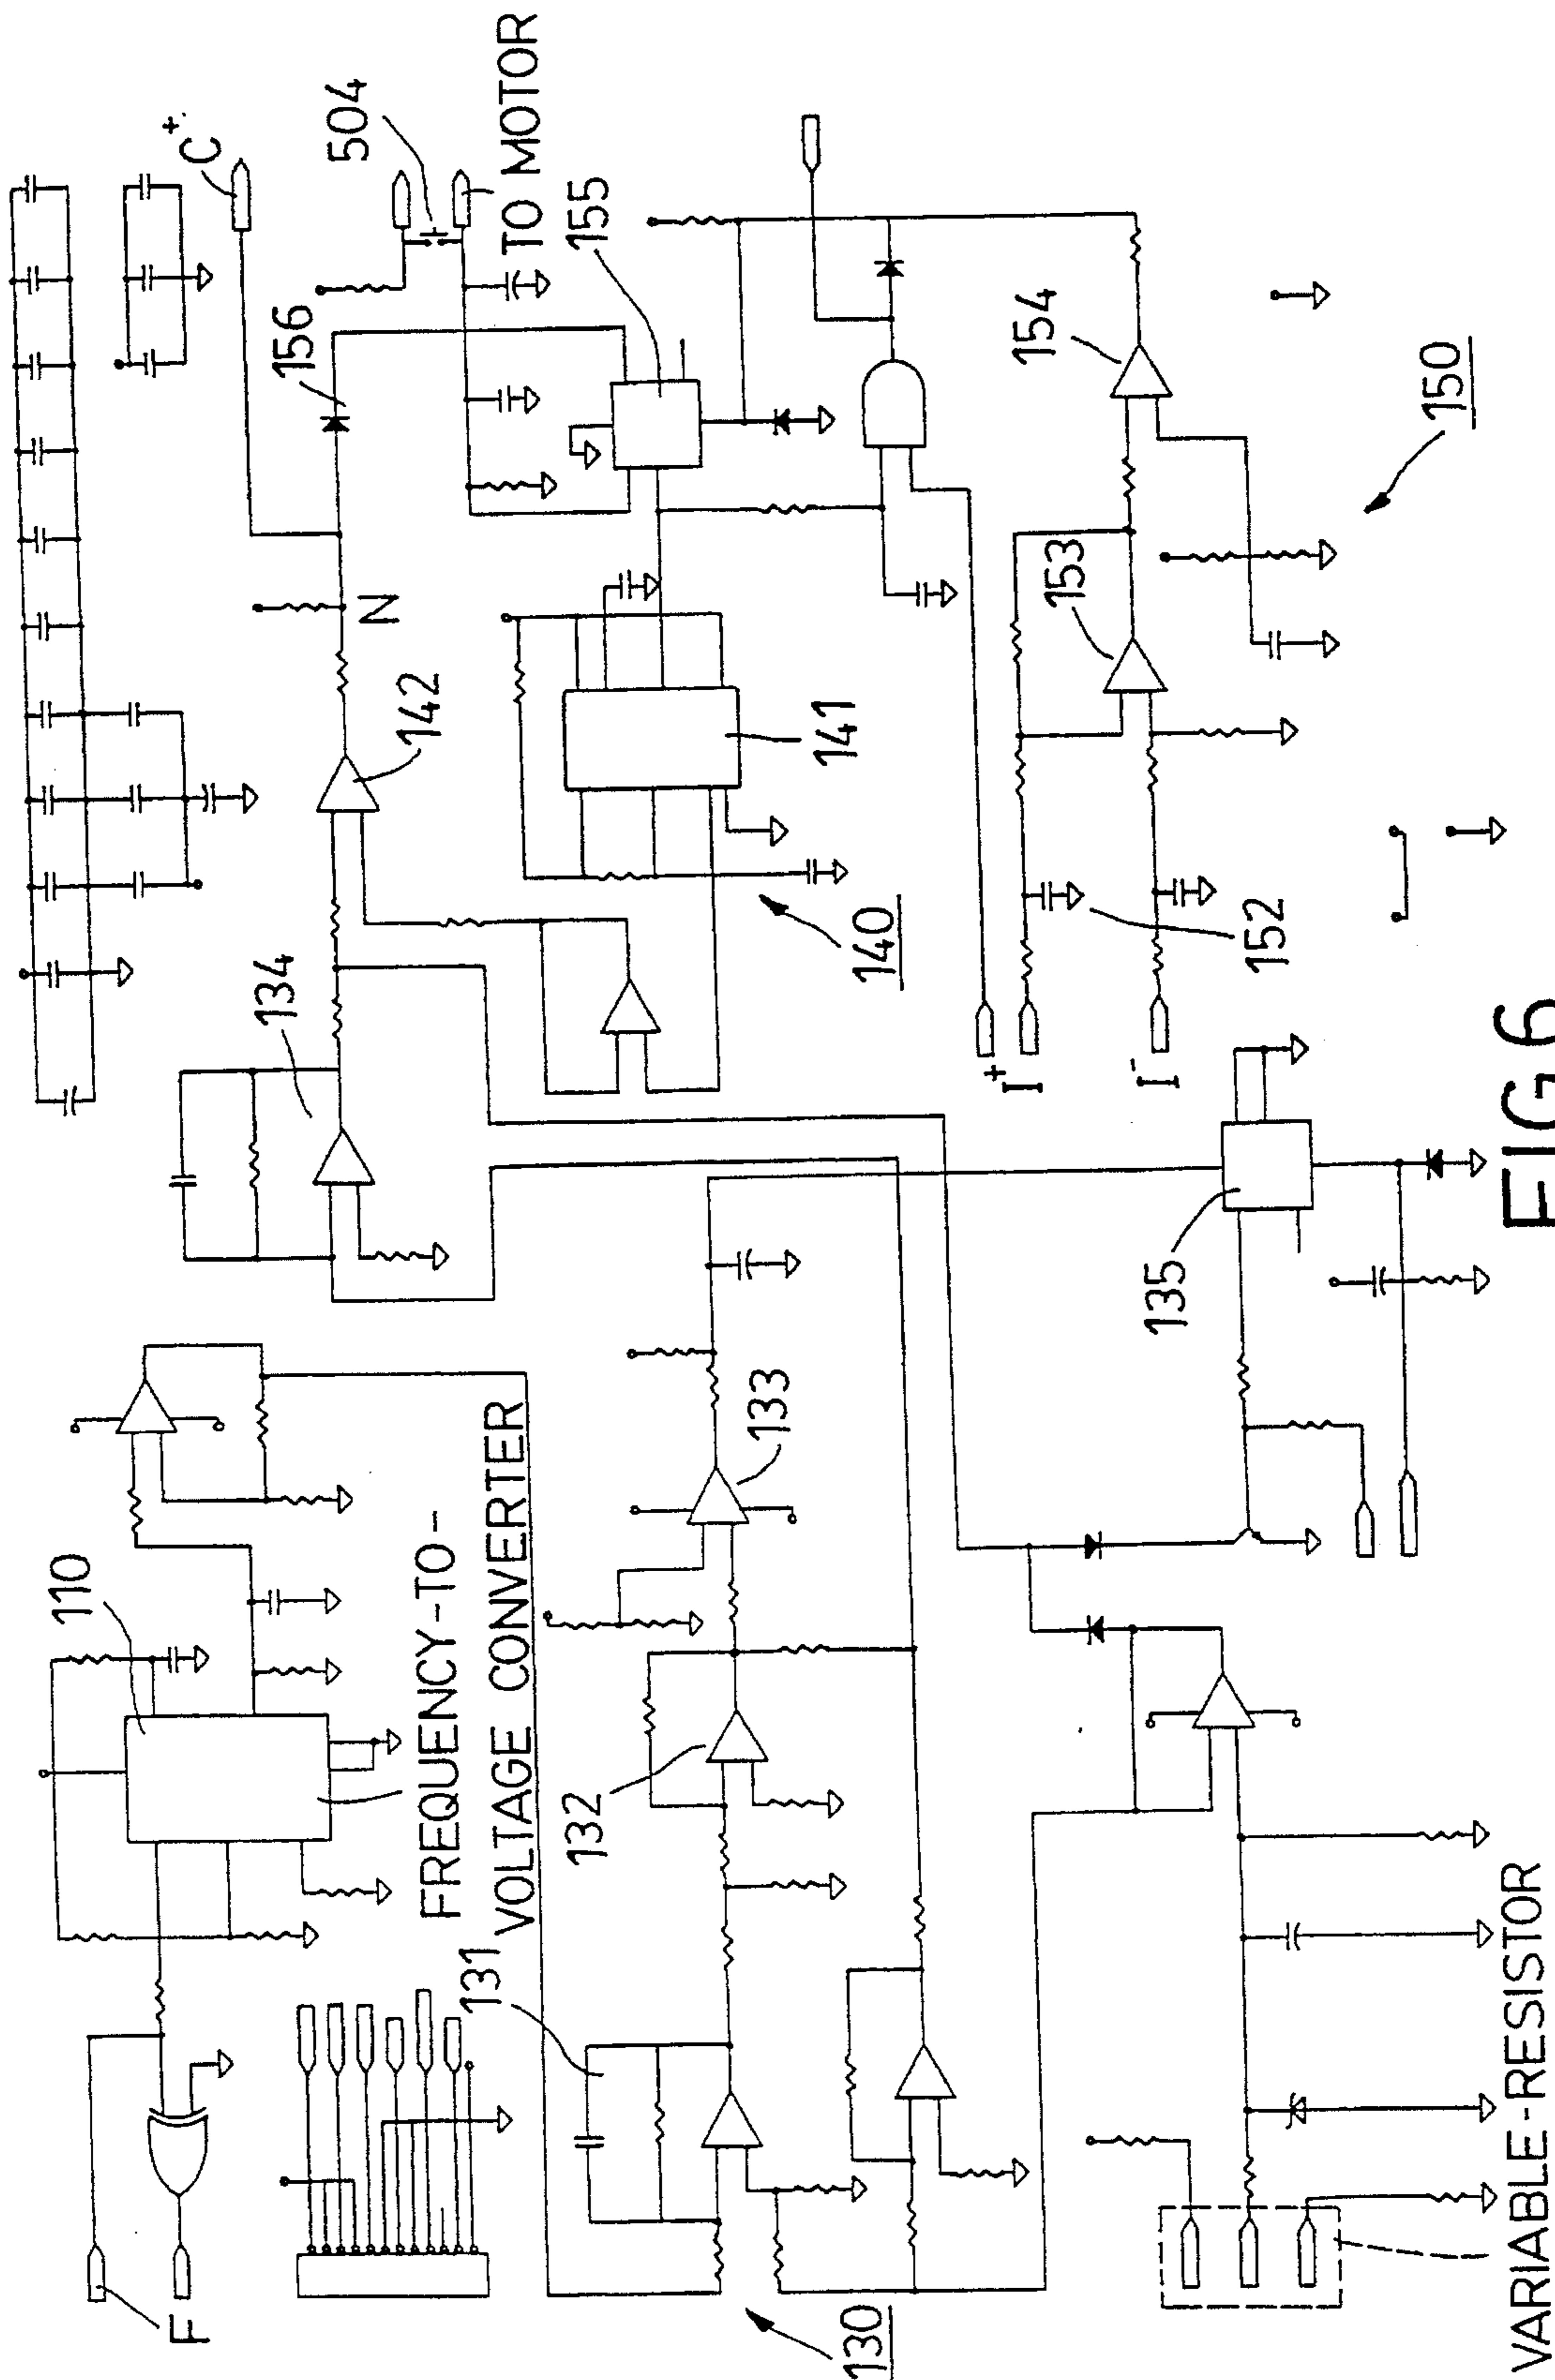 F
110
FREQUENCY-TO-
VOLTAGE CONVERTER
134
142
N
156
C+
504
TO MOTOR
155
141
140
131
132
133
130
135
152
153
154
150
I+
I-
VARIABLE-RESISTOR
FIG 6